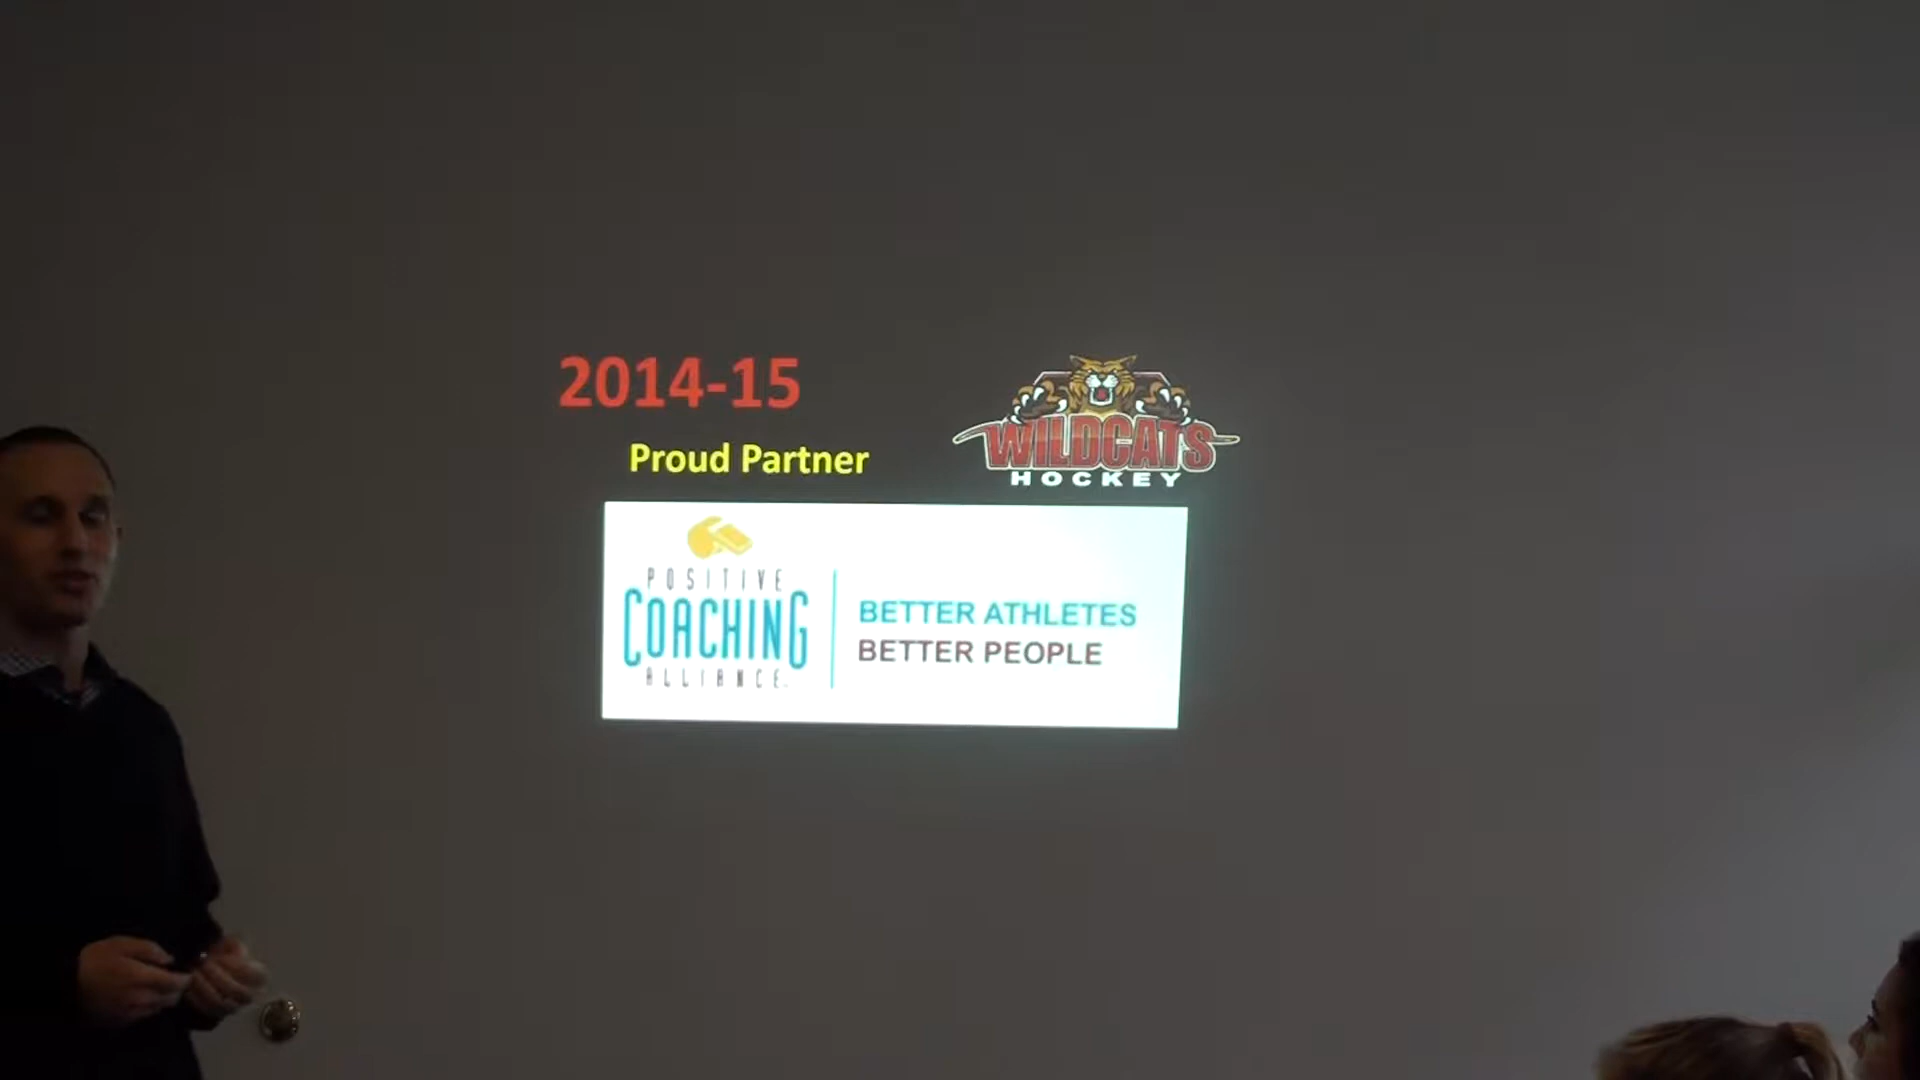 2014-15
Proud Partner
WILDCATS
HOCKEY
POSITIVE
COACHING
ALLIANCE
BETTER ATHLETES
BETTER PEOPLE